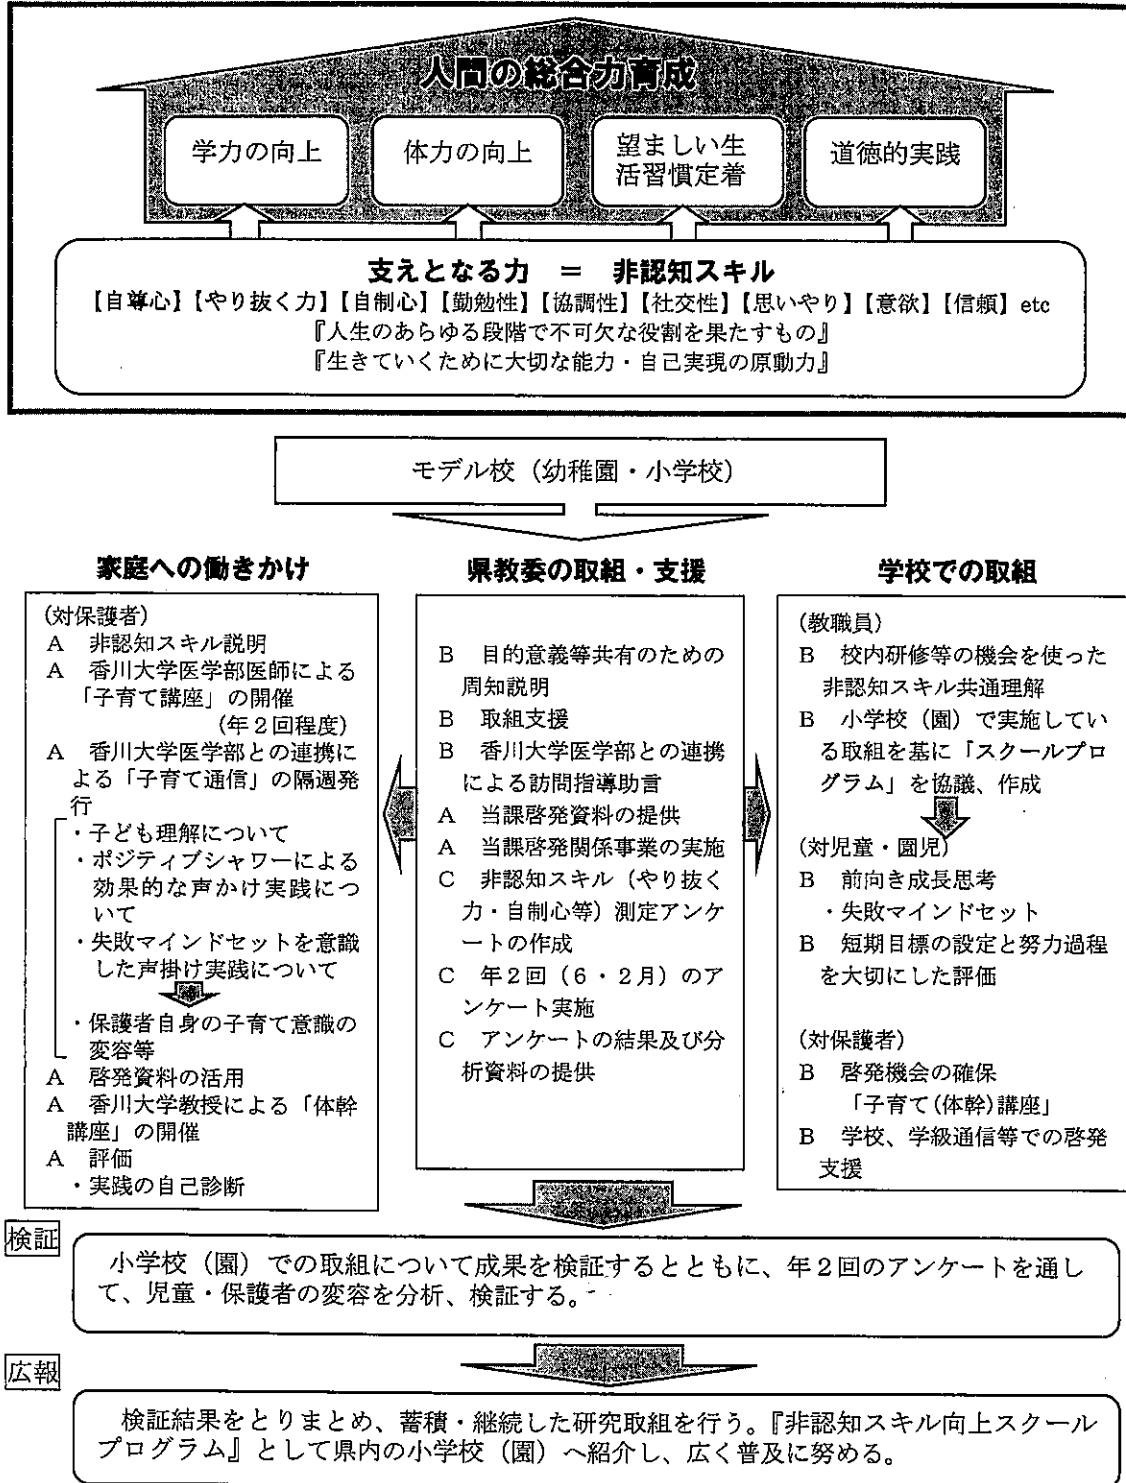 人間の総合力育成
学力の向上
体力の向上
望ましい生
活習慣定着
道徳的実践
支えとなる力 = 非認知スキル
【自尊心】【やり抜く力】【自制心】【勤勉性】【協調性】【社交性】【思いやり】【意欲】【信頼】etc
『人生のあらゆる段階で不可欠な役割を果たすもの』
『生きていくために大切な能力・自己実現の原動力』
モデル校（幼稚園・小学校）
家庭への働きかけ
(対保護者)
A 非認知スキル説明
A 香川大学医学部医師による
「子育て講座」の開催
(年２回程度)
A 香川大学医学部との連携に
よる「子育て通信」の隔週発
行
・子ども理解について
・ポジティブシャワーによる
効果的な声かけ実践につ
いて
・失敗マインドセットを意識
した声掛け実践について
・保護者自身の子育て意識の
変容等
A 啓発資料の活用
A 香川大学教授による「体幹
講座」の開催
A 評価
・実践の自己診断
県教委の取組・支援
B 目的意義等共有のための
周知説明
B 取組支援
B 香川大学医学部との連携
による訪問指導助言
A 当課啓発資料の提供
A 当課啓発関係事業の実施
C 非認知スキル（やり抜く
力・自制心等）測定アンケ
ートの作成
C 年２回（６・２月）のア
ンケート実施
C アンケートの結果及び分
析資料の提供
学校での取組
(教職員)
B 校内研修等の機会を使った
非認知スキル共通理解
B 小学校（園）で実施してい
る取組を基に「スクールプロ
グラム」を協議、作成
(対児童・園児)
B 前向き成長思考
・失敗マインドセット
B 短期目標の設定と努力過程
を大切にした評価
(対保護者)
B 啓発機会の確保
「子育て(体幹)講座」
B 学校、学級通信等での啓発
支援
検証
小学校（園）での取組について成果を検証するとともに、年２回のアンケートを通し
て、児童・保護者の変容を分析、検証する。
広報
検証結果をとりまとめ、蓄積・継続した研究取組を行う。『非認知スキル向上スクール
プログラム』として県内の小学校（園）へ紹介し、広く普及に努める。